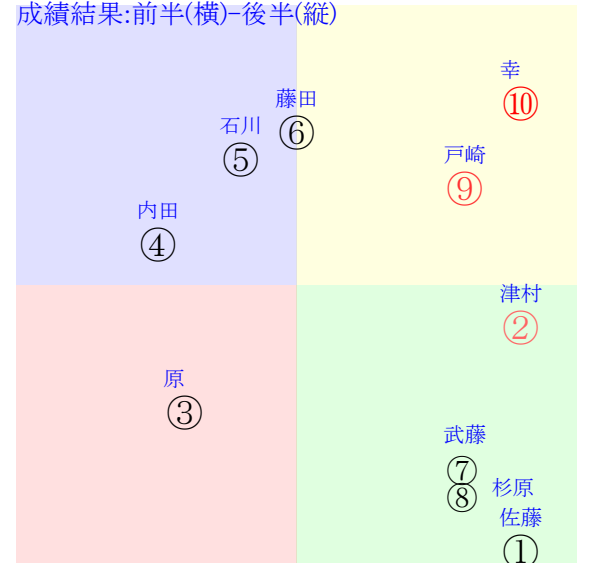 成績結果:前半(横)-後半(縦)
幸
⑩
藤田
⑥
石川
⑤
戸崎
⑨
内田
④
津村
②
原
③
武藤
⑦
⑧
杉原
佐藤
①